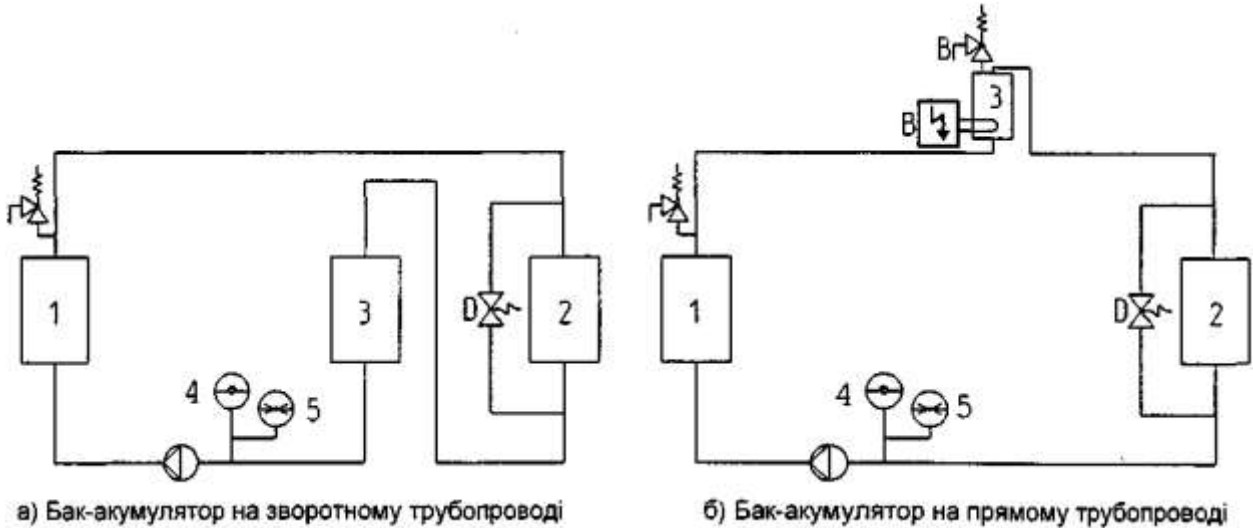 Br
3
B
1
3
D
2
4
5
1
D
2
4
5
а) Бак-акумулятор на зворотному трубопроводі
б) Бак-акумулятор на прямому трубопроводі